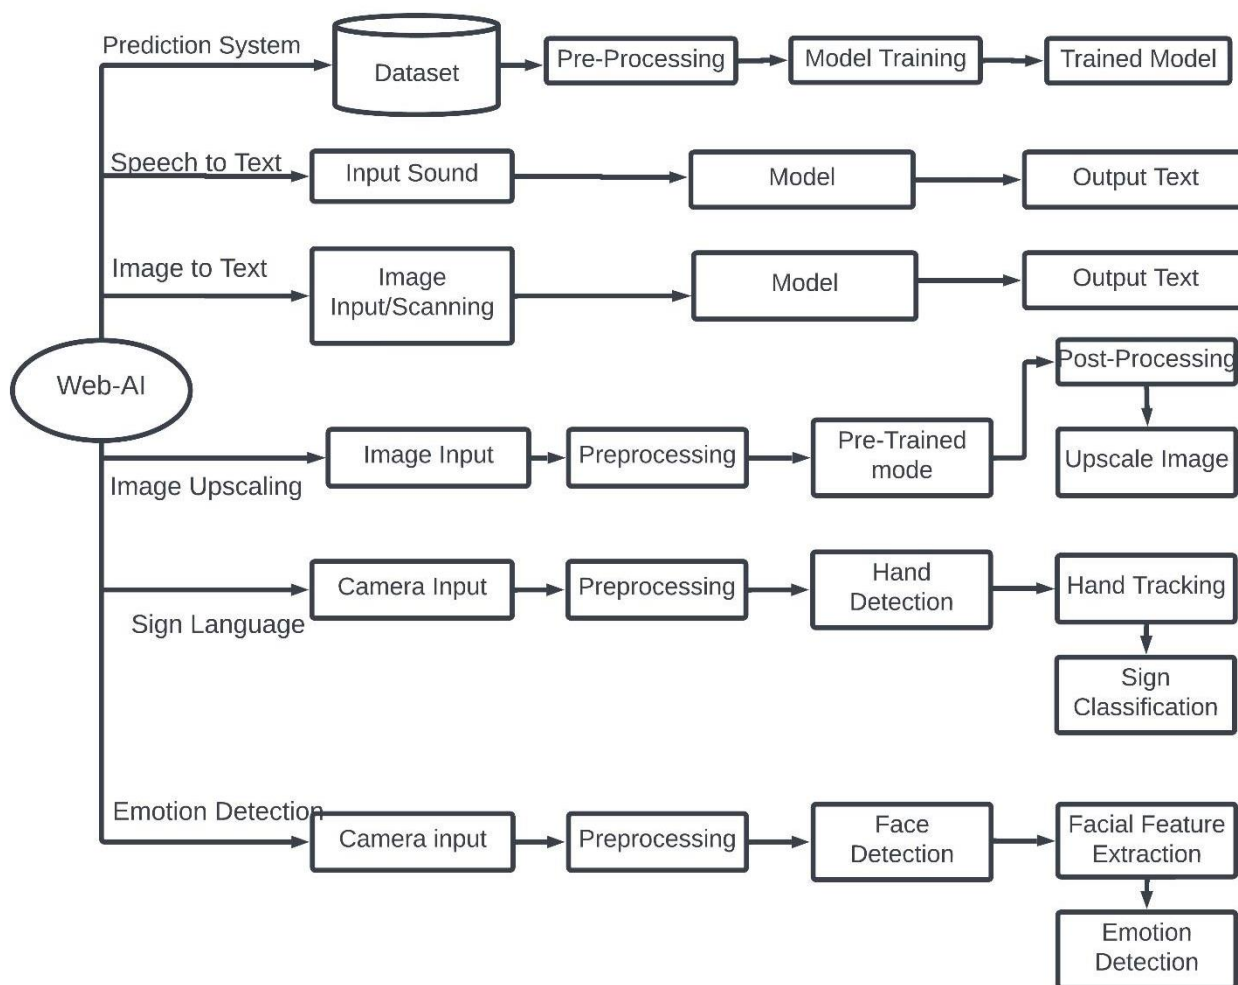 Prediction System
Dataset
Pre-Processing
Model Training
Trained Model
Speech to Text
Input Sound
Model
Output Text
Image to Text
Image
Input/Scanning
Model
Output Text
Web-AI
Image Upscaling
Image Input
Preprocessing
Pre-Trained
mode
Post-Processing
Upscale Image
Sign Language
Camera Input
Preprocessing
Hand
Detection
Hand Tracking
Sign
Classification
Emotion Detection
Camera input
Preprocessing
Face
Detection
Facial Feature
Extraction
Emotion
Detection